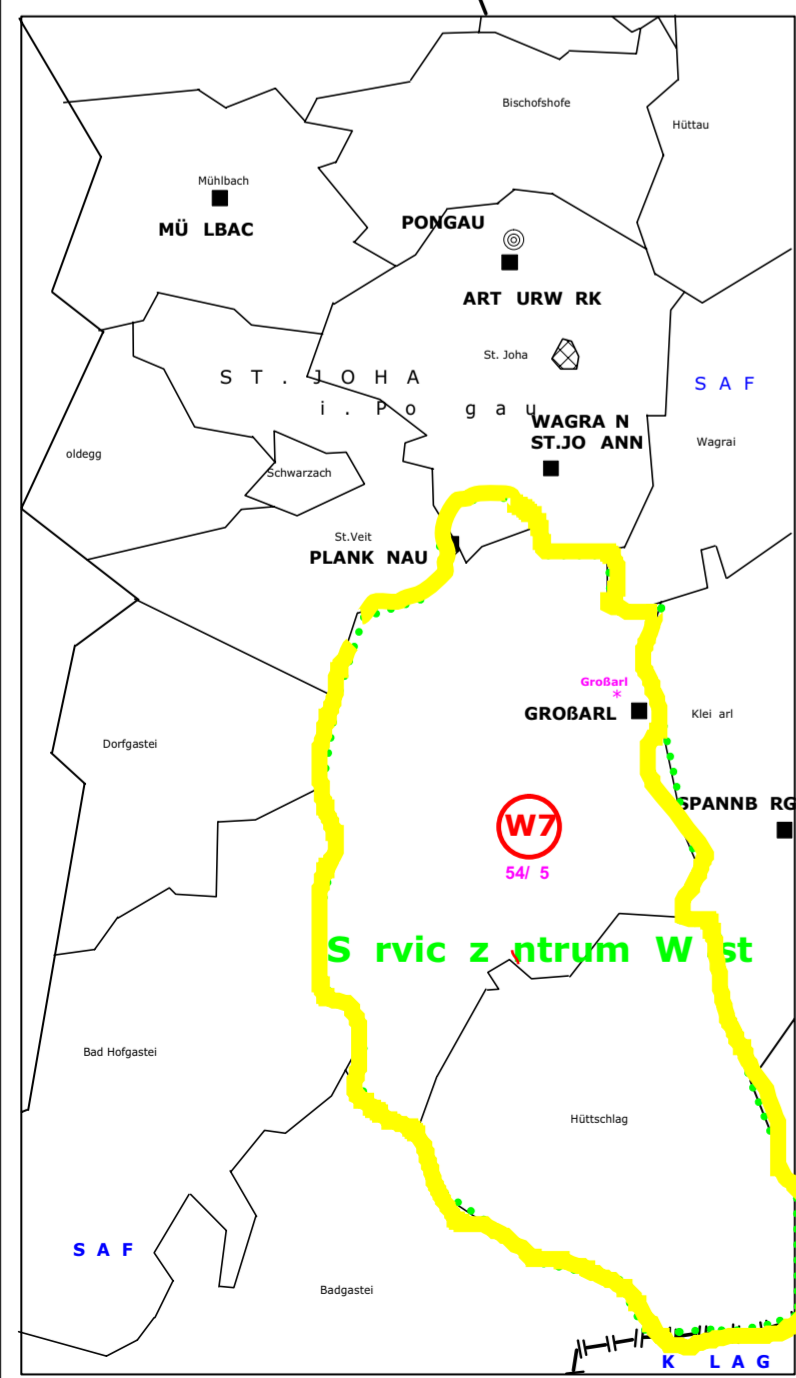 Bischofshofe
Hüttau
Mühlbach
MÜ LBAC
PONGAU
ART URW RK
St. Joha
S T . J O H A
i . P o g a u
S A F
WAGRA N
ST.JO ANN
Wagrai
oldegg
Schwarzach
St.Veit
PLANK NAU
Großarl
*
GROßARL
Klei arl
Dorfgastei
SPANNB RG
W7
54/ 5
S rvic z ntrum W st
Bad Hofgastei
Hüttschlag
S A F
Badgastei
K L A G